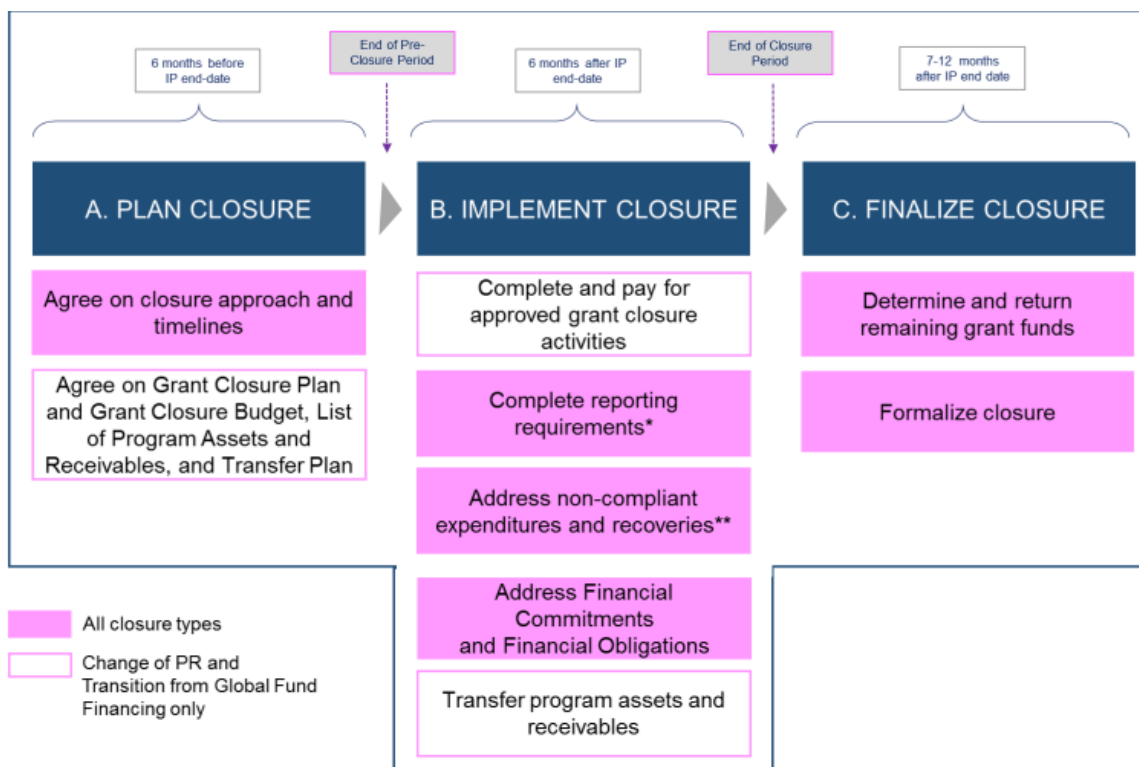 6 months before
IP end-date
End of Pre-
Closure Period
6 months after IP
end-date
End of Closure
Period
7-12 months
after IP end date
A. PLAN CLOSURE
B. IMPLEMENT CLOSURE
C. FINALIZE CLOSURE
Agree on closure approach and
timelines
Agree on Grant Closure Plan
and Grant Closure Budget, List
of Program Assets and
Receivables, and Transfer Plan
Complete and pay for
approved grant closure
activities
Complete reporting
requirements*
Address non-compliant
expenditures and recoveries**
Address Financial
Commitments
and Financial Obligations
Transfer program assets and
receivables
Determine and return
remaining grant funds
Formalize closure
All closure types
Change of PR and
Transition from Global Fund
Financing only